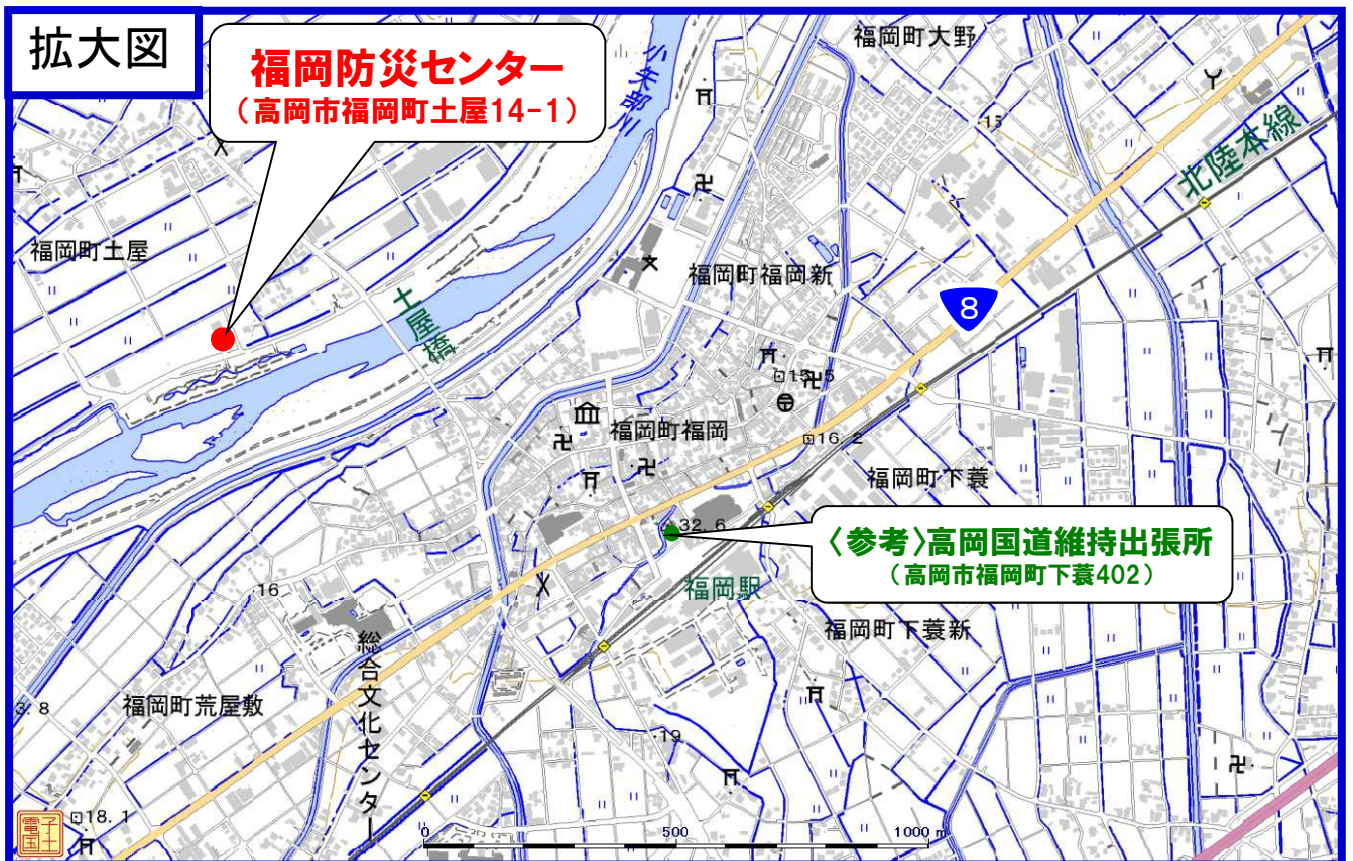 拡大図
福岡防災センター
（高岡市福岡町土屋14-1）
小矢部川
福岡町大野
15
北陸本線
福岡町土屋
土屋橋
福岡町福岡新
8
15.5
福岡町福岡
16.2
福岡町下蓑
32.6
〈参考〉高岡国道維持出張所
（高岡市福岡町下蓑402）
福岡駅
16
福岡町下蓑新
総合文化センター
3.8
福岡町荒屋敷
19
18.1
電子国土
0
500
1000 m